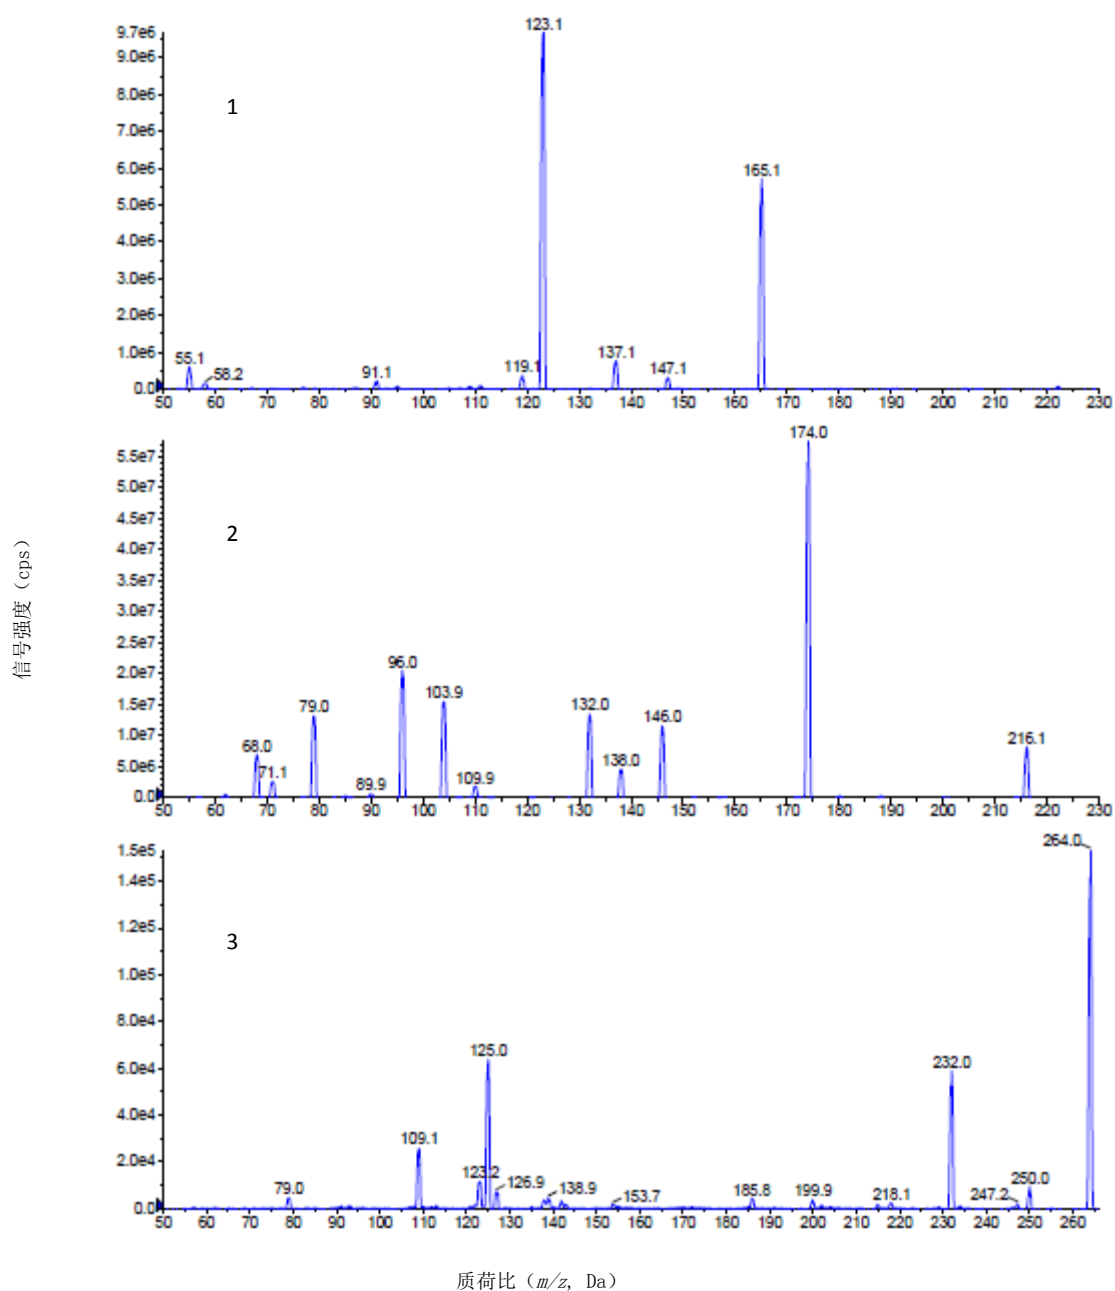 信号强度（cps）
9.7e6
9.0e6
8.0e6
7.0e6
6.0e6
5.0e6
4.0e6
3.0e6
2.0e6
1.0e6
0.0
1
123.1
165.1
55.1
58.2
91.1
119.1
137.1
147.1
50 60 70 80 90 100 110 120 130 140 150 160 170 180 190 200 210 220 230
5.5e7
5.0e7
4.5e7
4.0e7
3.5e7
3.0e7
2.5e7
2.0e7
1.5e7
1.0e7
5.0e6
0.0
2
174.0
96.0
103.9
79.0
132.0
146.0
216.1
68.0
71.1
138.0
89.9
109.9
50 60 70 80 90 100 110 120 130 140 150 160 170 180 190 200 210 220 230
1.5e5
1.4e5
1.2e5
1.0e5
8.0e4
6.0e4
4.0e4
2.0e4
0.0
3
264.0
125.0
232.0
109.1
123.2
126.9
138.9
79.0
153.7
185.8
199.9
218.1
247.2
250.0
50 60 70 80 90 100 110 120 130 140 150 160 170 180 190 200 210 220 230 240 250 260
质荷比（m/z, Da）